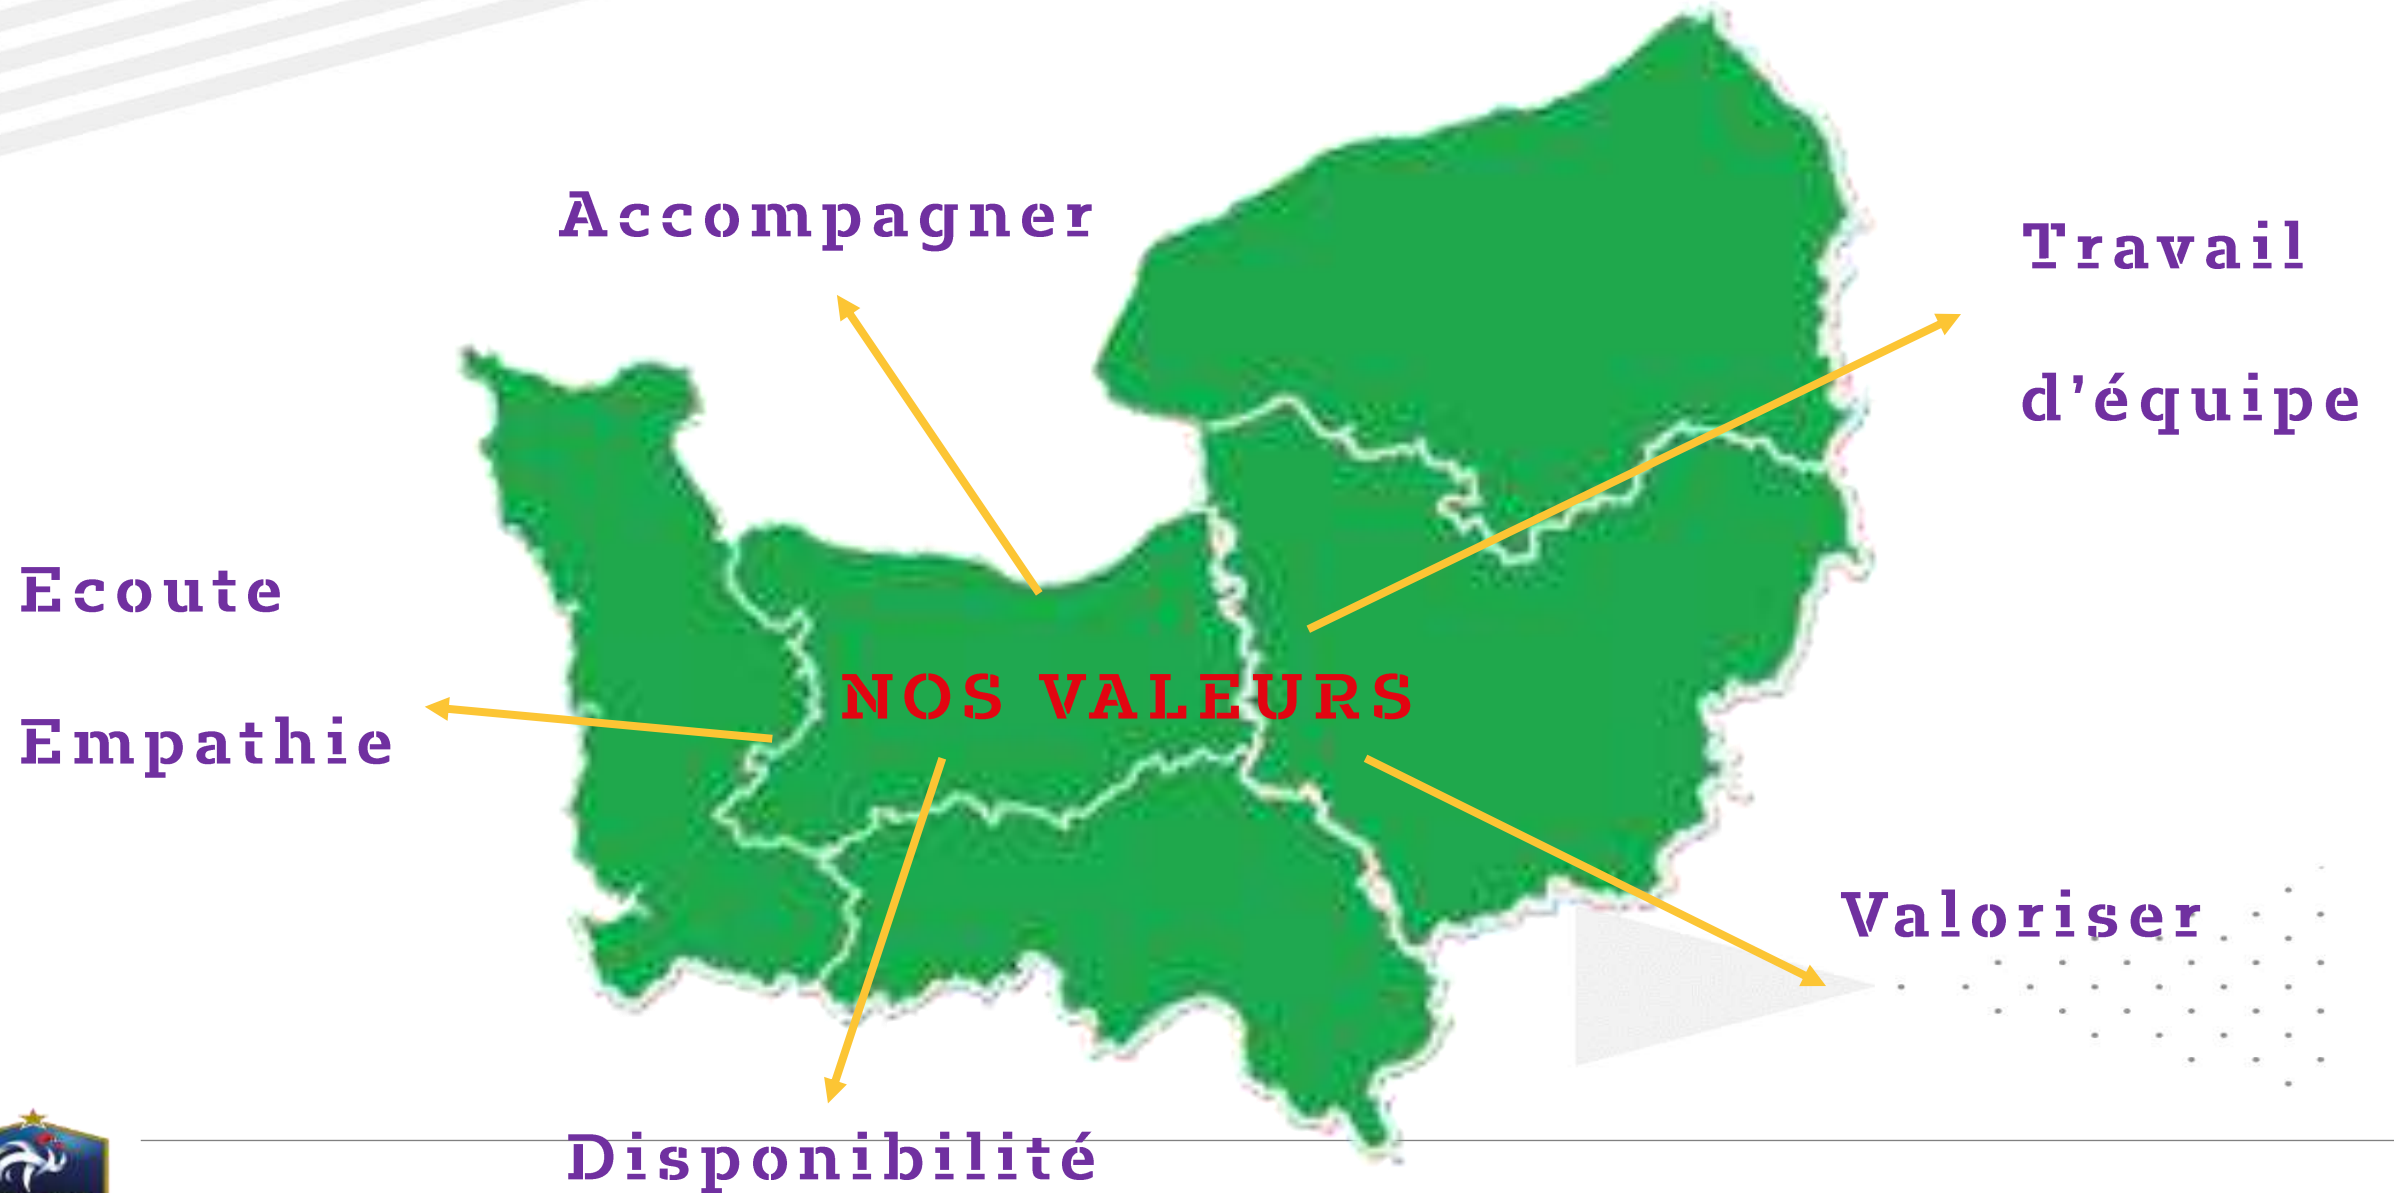 Accompagner
Travail
d'équipe
Ecoute
Empathie
NOS VALEURS
Valoriser
Disponibilité